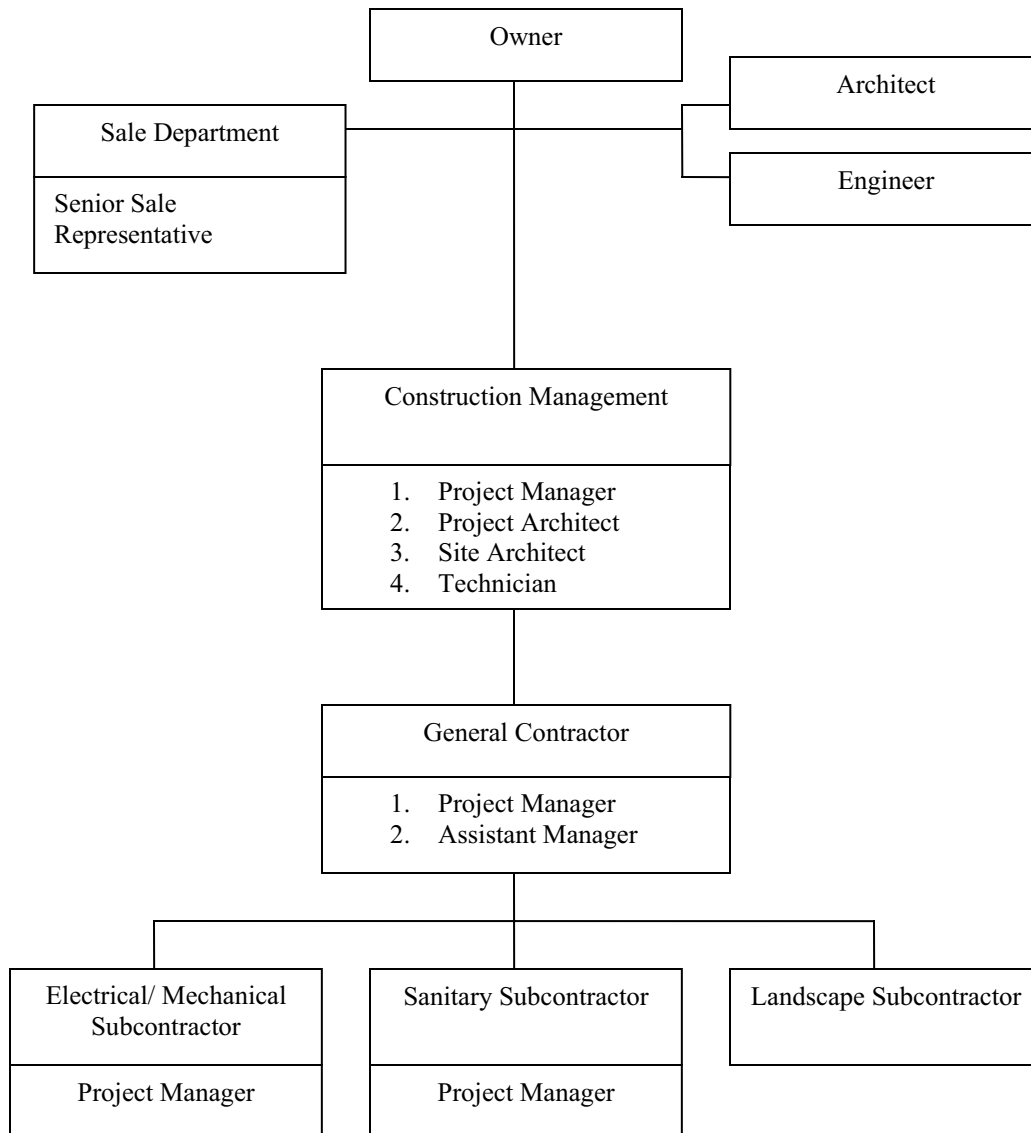 Owner
Architect
Sale Department
Engineer
Senior Sale
Representative
Construction Management
1. Project Manager
2. Project Architect
3. Site Architect
4. Technician
General Contractor
1. Project Manager
2. Assistant Manager
Electrical/ Mechanical
Subcontractor
Project Manager
Sanitary Subcontractor
Project Manager
Landscape Subcontractor